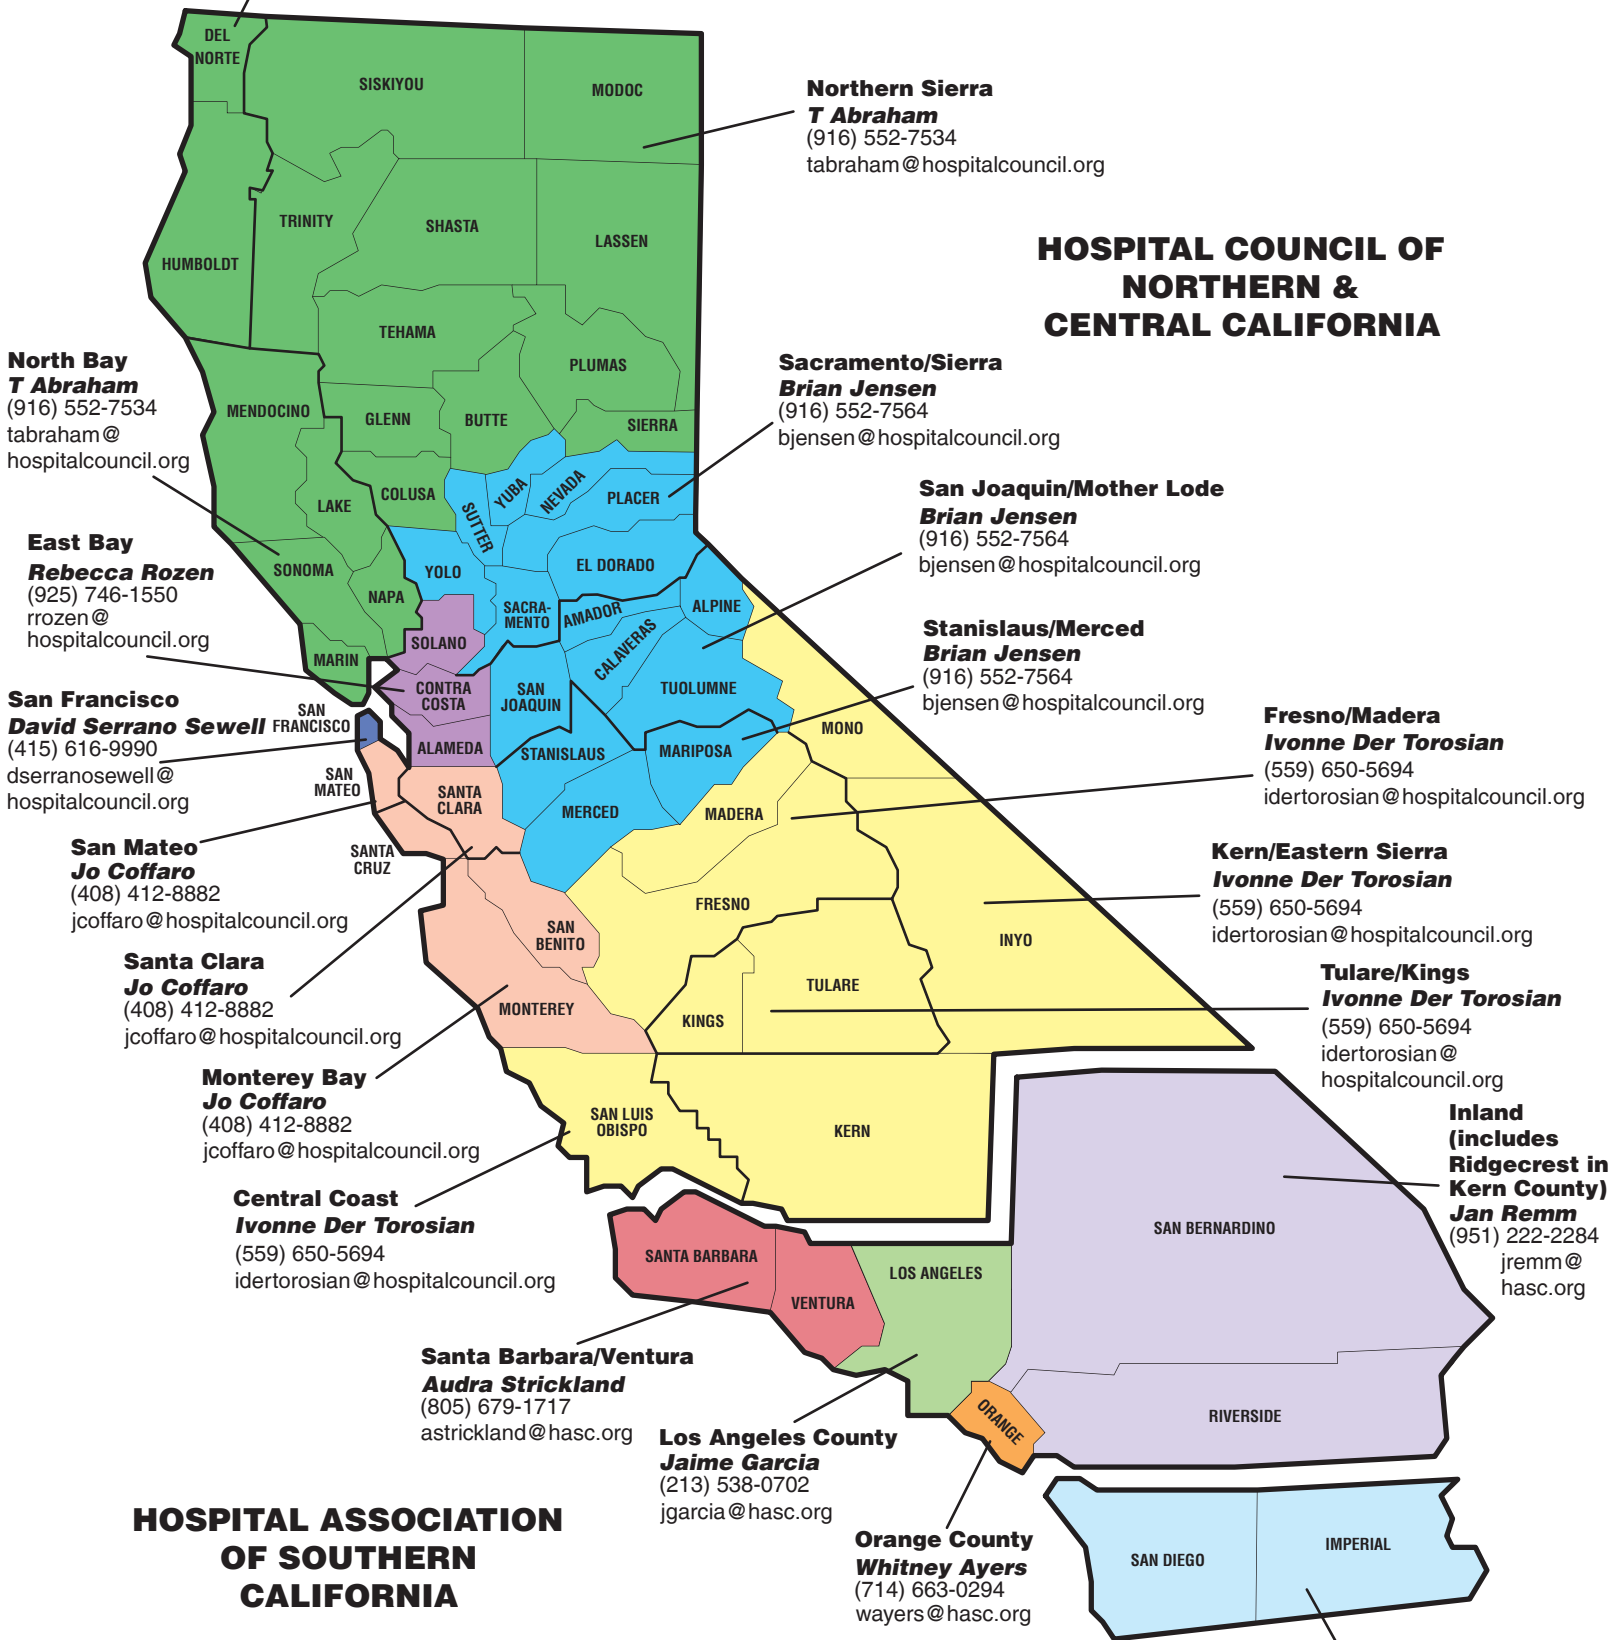 DEL
NORTE
SISKIYOU
MODOC
Northern Sierra
T Abraham
(916) 552-7534
tabraham@hospitalcouncil.org
TRINITY
SHASTA
LASSEN
HUMBOLDT
HOSPITAL COUNCIL OF
NORTHERN &
CENTRAL CALIFORNIA
TEHAMA
PLUMAS
North Bay
T Abraham
(916) 552-7534
tabraham@
hospitalcouncil.org
MENDOCINO
GLENN
BUTTE
SIERRA
Sacramento/Sierra
Brian Jensen
(916) 552-7564
bjensen@hospitalcouncil.org
LAKE
COLUSA
SUTTER
YUBA
NEVADA
PLACER
San Joaquin/Mother Lode
Brian Jensen
(916) 552-7564
bjensen@hospitalcouncil.org
East Bay
Rebecca Rozen
(925) 746-1550
rrozen@
hospitalcouncil.org
SONOMA
NAPA
YOLO
EL DORADO
SACRA-
MENTO
AMADOR
ALPINE
SOLANO
CALAVERAS
MARIN
CONTRA
COSTA
SAN
JOAQUIN
TUOLUMNE
Stanislaus/Merced
Brian Jensen
(916) 552-7564
bjensen@hospitalcouncil.org
San Francisco
David Serrano Sewell
(415) 616-9990
dserranosewell@
hospitalcouncil.org
SAN
FRANCISCO
ALAMEDA
STANISLAUS
MARIPOSA
MONO
Fresno/Madera
Ivonne Der Torosian
(559) 650-5694
idertorosian@hospitalcouncil.org
SAN
MATEO
SANTA
CLARA
MERCED
MADERA
San Mateo
Jo Coffaro
(408) 412-8882
jcoffaro@hospitalcouncil.org
SANTA
CRUZ
Kern/Eastern Sierra
Ivonne Der Torosian
(559) 650-5694
idertorosian@hospitalcouncil.org
FRESNO
SAN
BENITO
INYO
Santa Clara
Jo Coffaro
(408) 412-8882
jcoffaro@hospitalcouncil.org
MONTEREY
KINGS
TULARE
Tulare/Kings
Ivonne Der Torosian
(559) 650-5694
idertorosian@
hospitalcouncil.org
Monterey Bay
Jo Coffaro
(408) 412-8882
jcoffaro@hospitalcouncil.org
SAN LUIS
OBISPO
KERN
Inland
(includes
Ridgecrest in
Kern County)
Jan Remm
(951) 222-2284
jremm@
hasc.org
Central Coast
Ivonne Der Torosian
(559) 650-5694
idertorosian@hospitalcouncil.org
SANTA BARBARA
VENTURA
LOS ANGELES
SAN BERNARDINO
Santa Barbara/Ventura
Audra Strickland
(805) 679-1717
astrickland@hasc.org
ORANGE
RIVERSIDE
Los Angeles County
Jaime Garcia
(213) 538-0702
jgarcia@hasc.org
HOSPITAL ASSOCIATION
OF SOUTHERN
CALIFORNIA
Orange County
Whitney Ayers
(714) 663-0294
wayers@hasc.org
SAN DIEGO
IMPERIAL